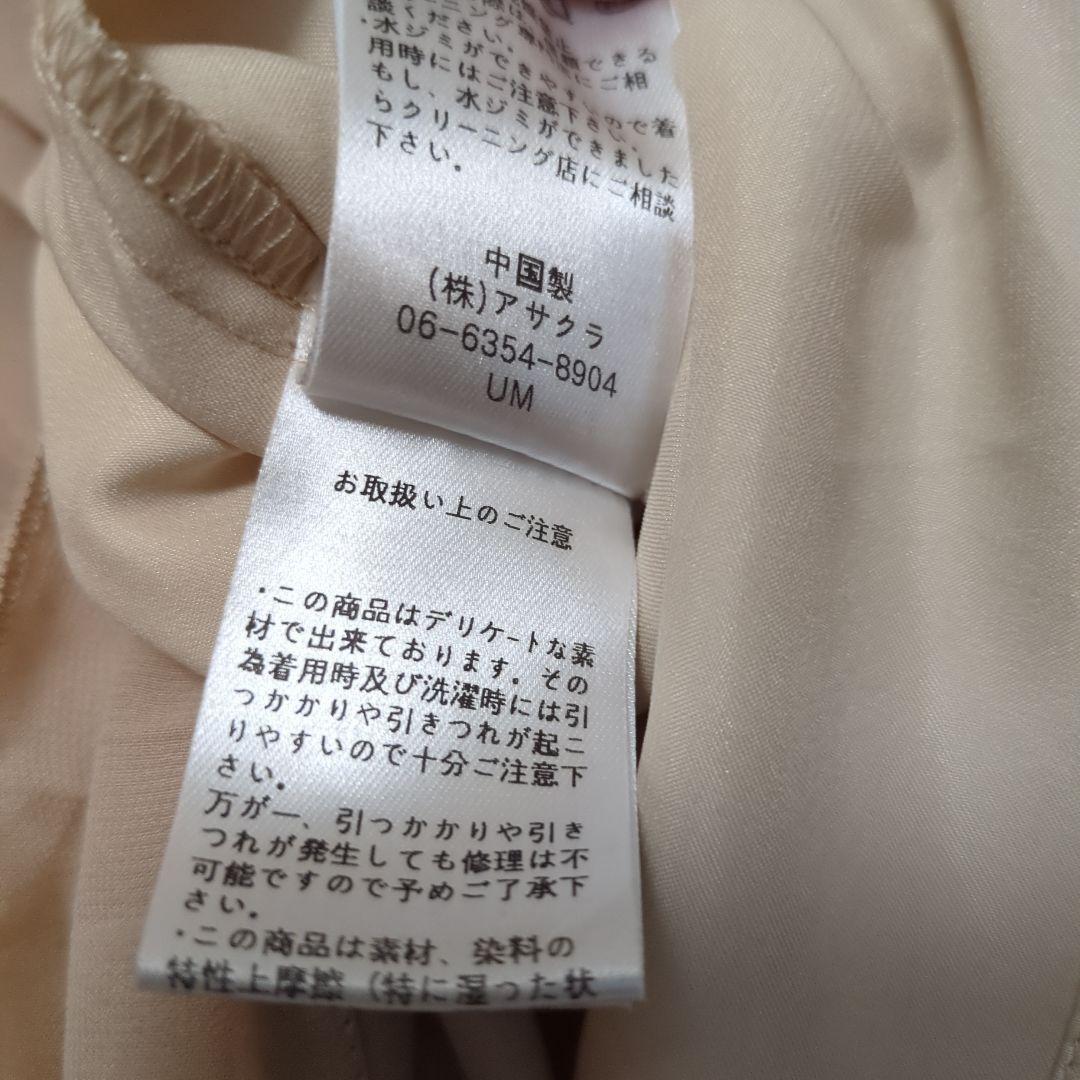 談ください。
・水ジミができやすいので着
用時にはご注意下さい。
もし、水ジミができました
らクリーニング店にご相談
下さい。
中国製
(株)アサクラ
06-6354-8904
UM
お取扱い上のご注意
・この商品はデリケートな素
材で出来ております。その
為着用時及び洗濯時には引
つかかりや引きつれが起こ
りやすいので十分ご注意下
さい。
万が一、引つかかりや引き
つれが発生しても修理は不
可能ですので予めご了承下
さい。
・この商品は素材、染料の
特性上摩擦（特に湿った状